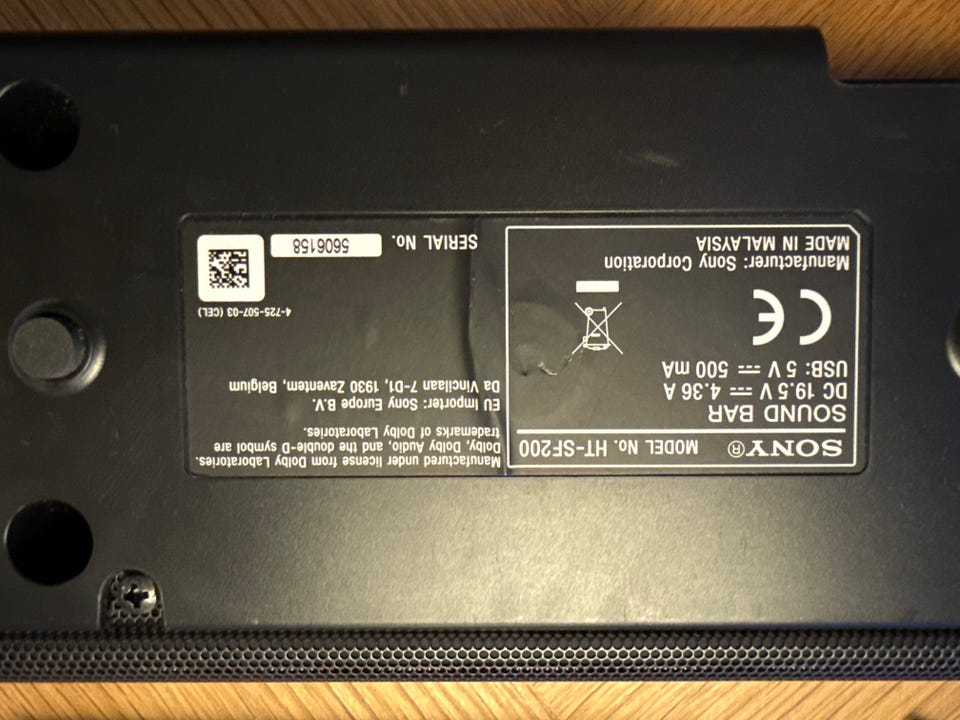 SONY® MODEL No. HT-SF200
SOUND BAR
DC 19.5 V ⎓ 4.36 A
USB: 5 V ⎓ 500 mA
CE
Manufacturer: Sony Corporation
MADE IN MALAYSIA
Manufactured under license from Dolby Laboratories.
Dolby, Dolby Audio, and the double-D symbol are
trademarks of Dolby Laboratories.
EU Importer: Sony Europe B.V.
Da Vincilaan 7-D1, 1930 Zaventem, Belgium
4-725-507-03 (CEL)
SERIAL No. 5606158